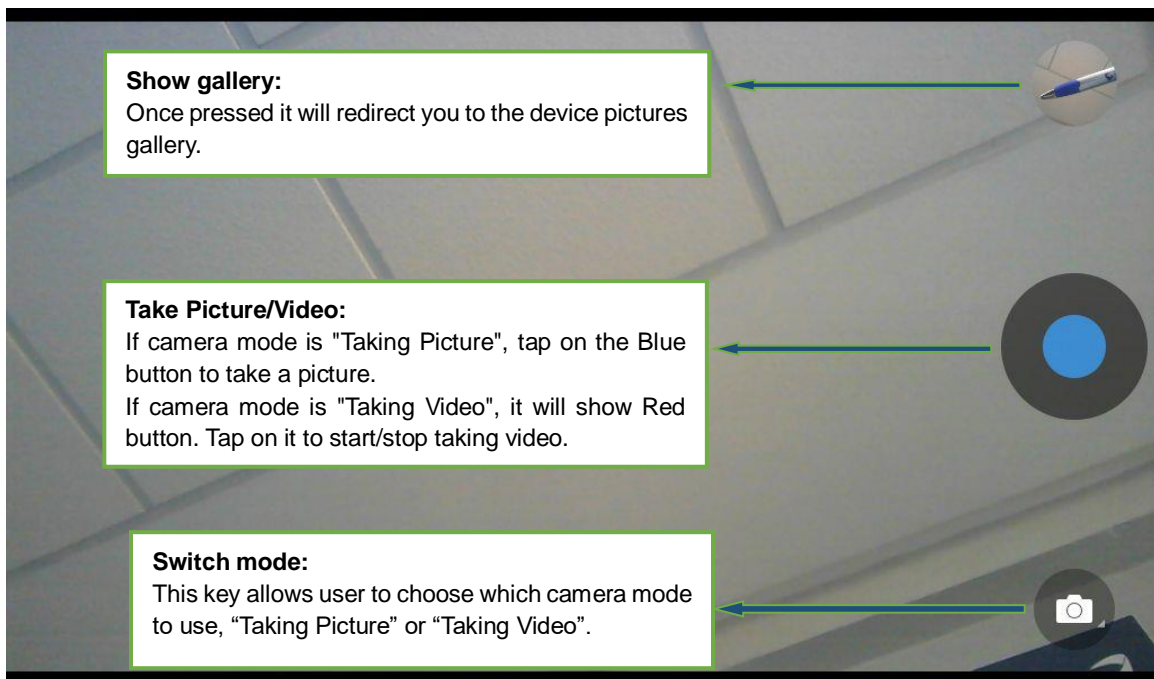 Show gallery:
Once pressed it will redirect you to the device pictures
gallery.
Take Picture/Video:
If camera mode is "Taking Picture", tap on the Blue
button to take a picture.
If camera mode is "Taking Video", it will show Red
button. Tap on it to start/stop taking video.
Switch mode:
This key allows user to choose which camera mode
to use, “Taking Picture” or “Taking Video”.